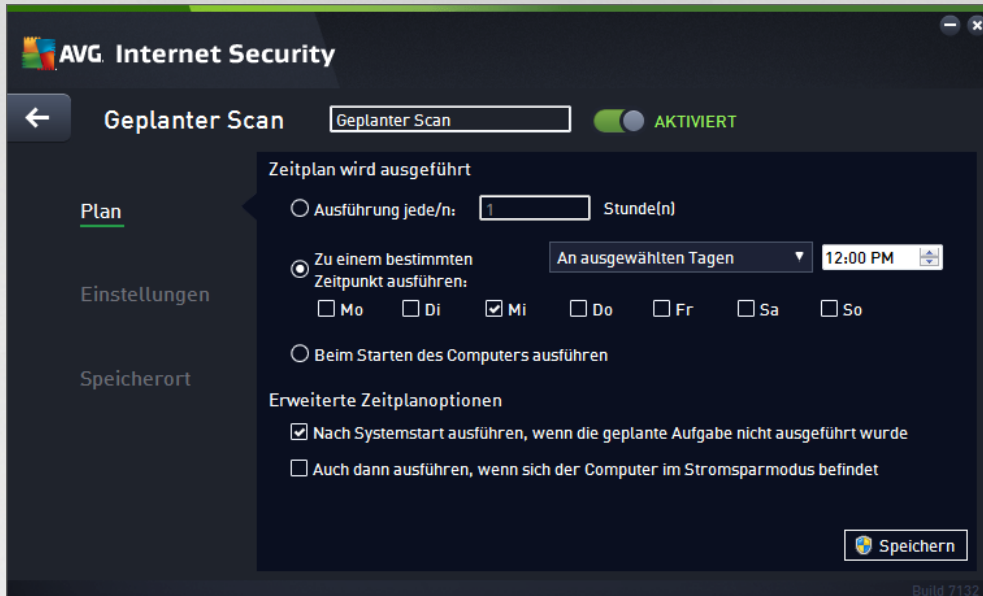 AVG. Internet Security
Geplanter Scan
Geplanter Scan
AKTIVIERT
Plan
Einstellungen
Speicherort
Zeitplan wird ausgeführt
Ausführung jede/n: 1 Stunde(n)
Zu einem bestimmten
Zeitpunkt ausführen:
An ausgewählten Tagen
12:00 PM
Mo Di Mi Do Fr Sa So
Beim Starten des Computers ausführen
Erweiterte Zeitplanoptionen
Nach Systemstart ausführen, wenn die geplante Aufgabe nicht ausgeführt wurde
Auch dann ausführen, wenn sich der Computer im Stromsparmodus befindet
Speichern
Build 7132